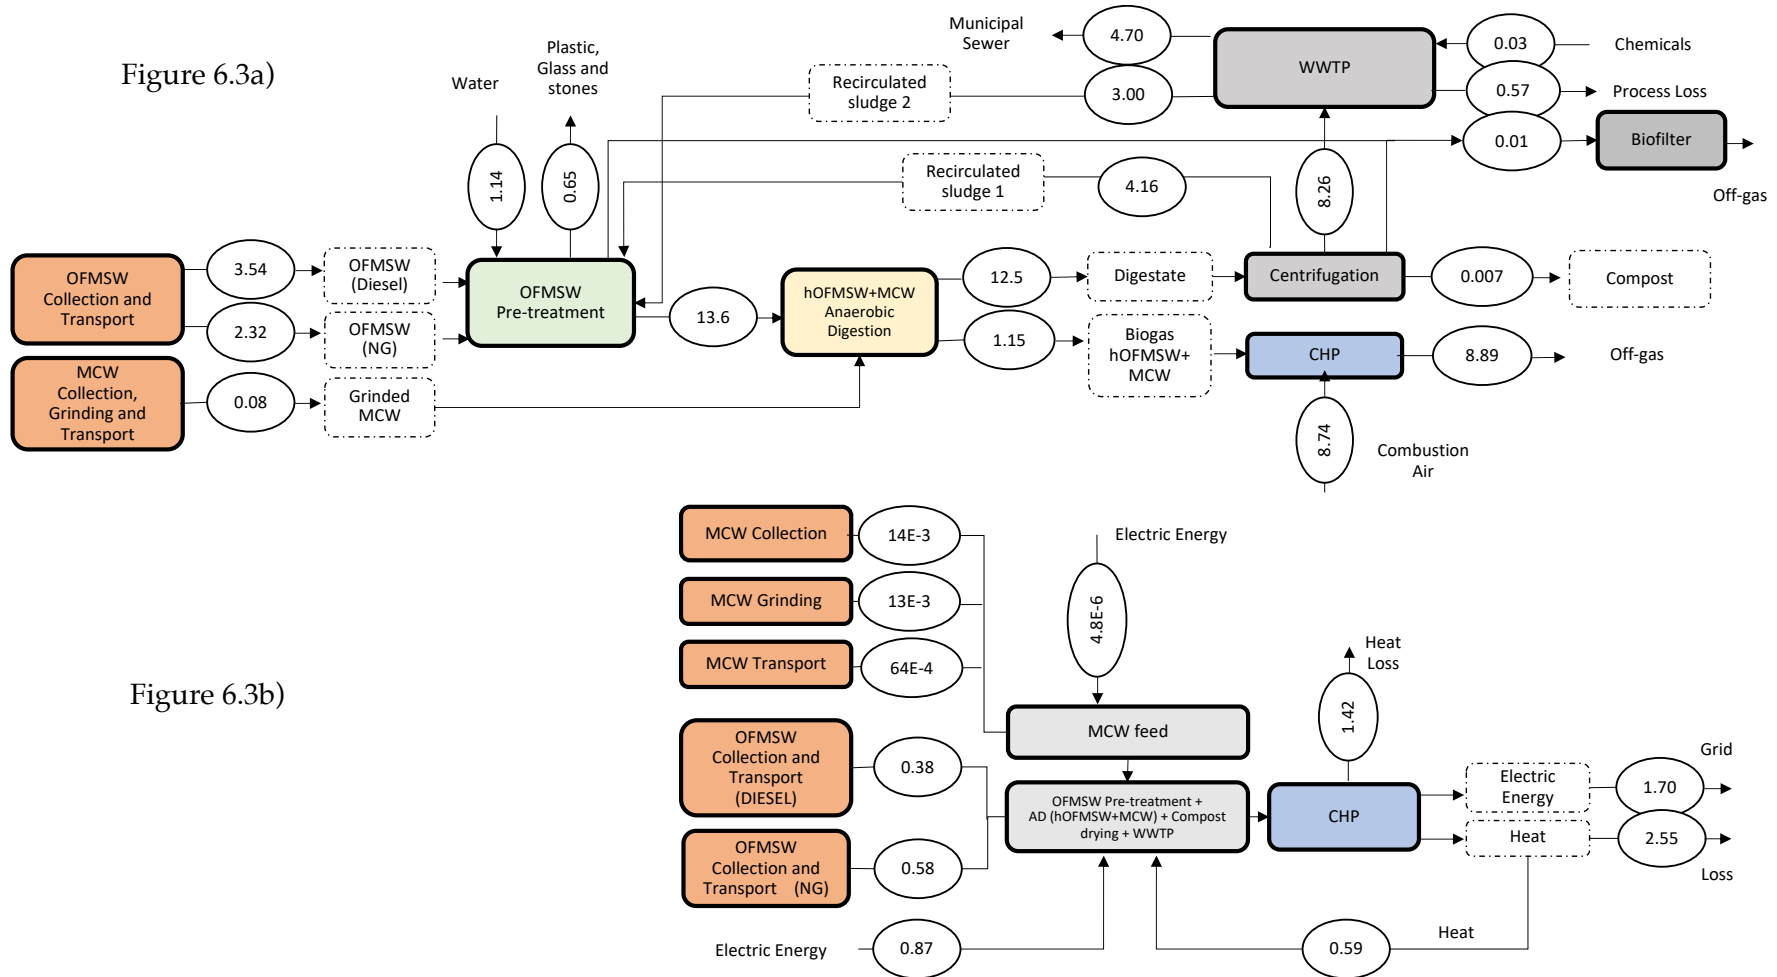 Figure 6.3a)
Water
Plastic,
Glass and
stones
Municipal
Sewer
4.70
WWTP
0.03
Chemicals
Recirculated
sludge 2
3.00
0.57
Process Loss
0.01
Biofilter
Off-gas
1.14
0.65
Recirculated
sludge 1
4.16
8.26
OFMSW
Collection and
Transport
3.54
OFMSW
(Diesel)
2.32
OFMSW
(NG)
OFMSW
Pre-treatment
13.6
hOFMSW+MCW
Anaerobic
Digestion
12.5
Digestate
Centrifugation
0.007
Compost
1.15
Biogas
hOFMSW+
MCW
CHP
8.89
Off-gas
MCW
Collection,
Grinding and
Transport
0.08
Grinded
MCW
8.74
Combustion
Air
Figure 6.3b)
MCW Collection
14E-3
Electric Energy
MCW Grinding
13E-3
4.8E-6
MCW Transport
64E-4
Heat
Loss
1.42
MCW feed
OFMSW
Collection and
Transport
(DIESEL)
0.38
OFMSW Pre-treatment +
AD (hOFMSW+MCW) + Compost
drying + WWTP
CHP
Electric
Energy
1.70
Grid
Heat
2.55
Loss
OFMSW
Collection and
Transport (NG)
0.58
Electric Energy
0.87
0.59
Heat